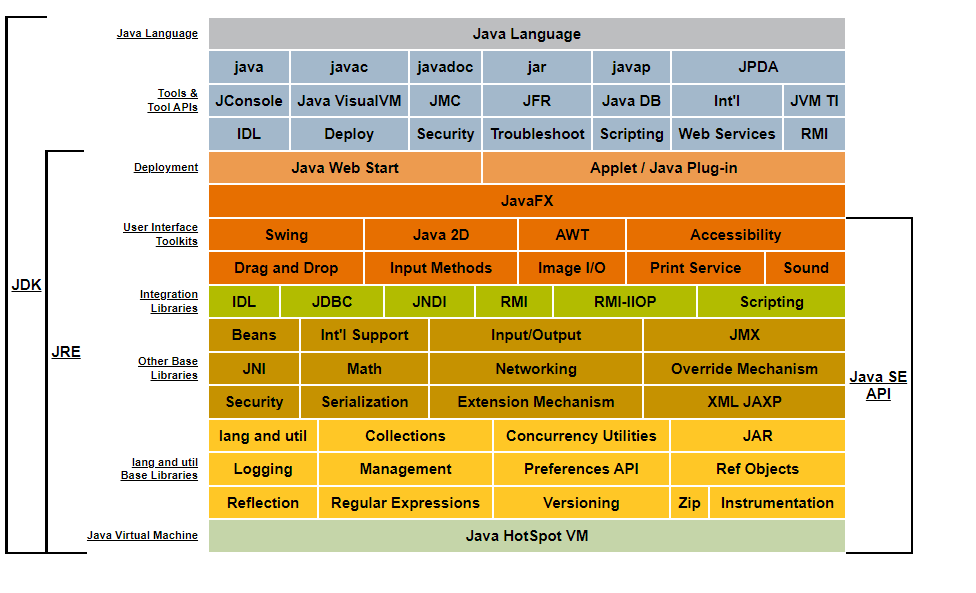 Java Language Java Language
java javac javadoc jar javap JPDA
Tools &
Tool APIs
JConsole Java VisualVM JMC JFR Java DB Int'l JVM TI
IDL Deploy Security Troubleshoot Scripting Web Services RMI
Deployment Java Web Start Applet / Java Plug-in
JavaFX
User Interface
Toolkits
Swing Java 2D AWT Accessibility
Drag and Drop Input Methods Image I/O Print Service Sound
JDK
Integration
Libraries
IDL JDBC JNDI RMI RMI-IIOP Scripting
Beans Int'l Support Input/Output JMX
JRE
Other Base
Libraries
JNI Math Networking Override Mechanism
Java SE
API
Security Serialization Extension Mechanism XML JAXP
lang and util Collections Concurrency Utilities JAR
lang and util
Base Libraries
Logging Management Preferences API Ref Objects
Reflection Regular Expressions Versioning Zip Instrumentation
Java Virtual Machine Java HotSpot VM